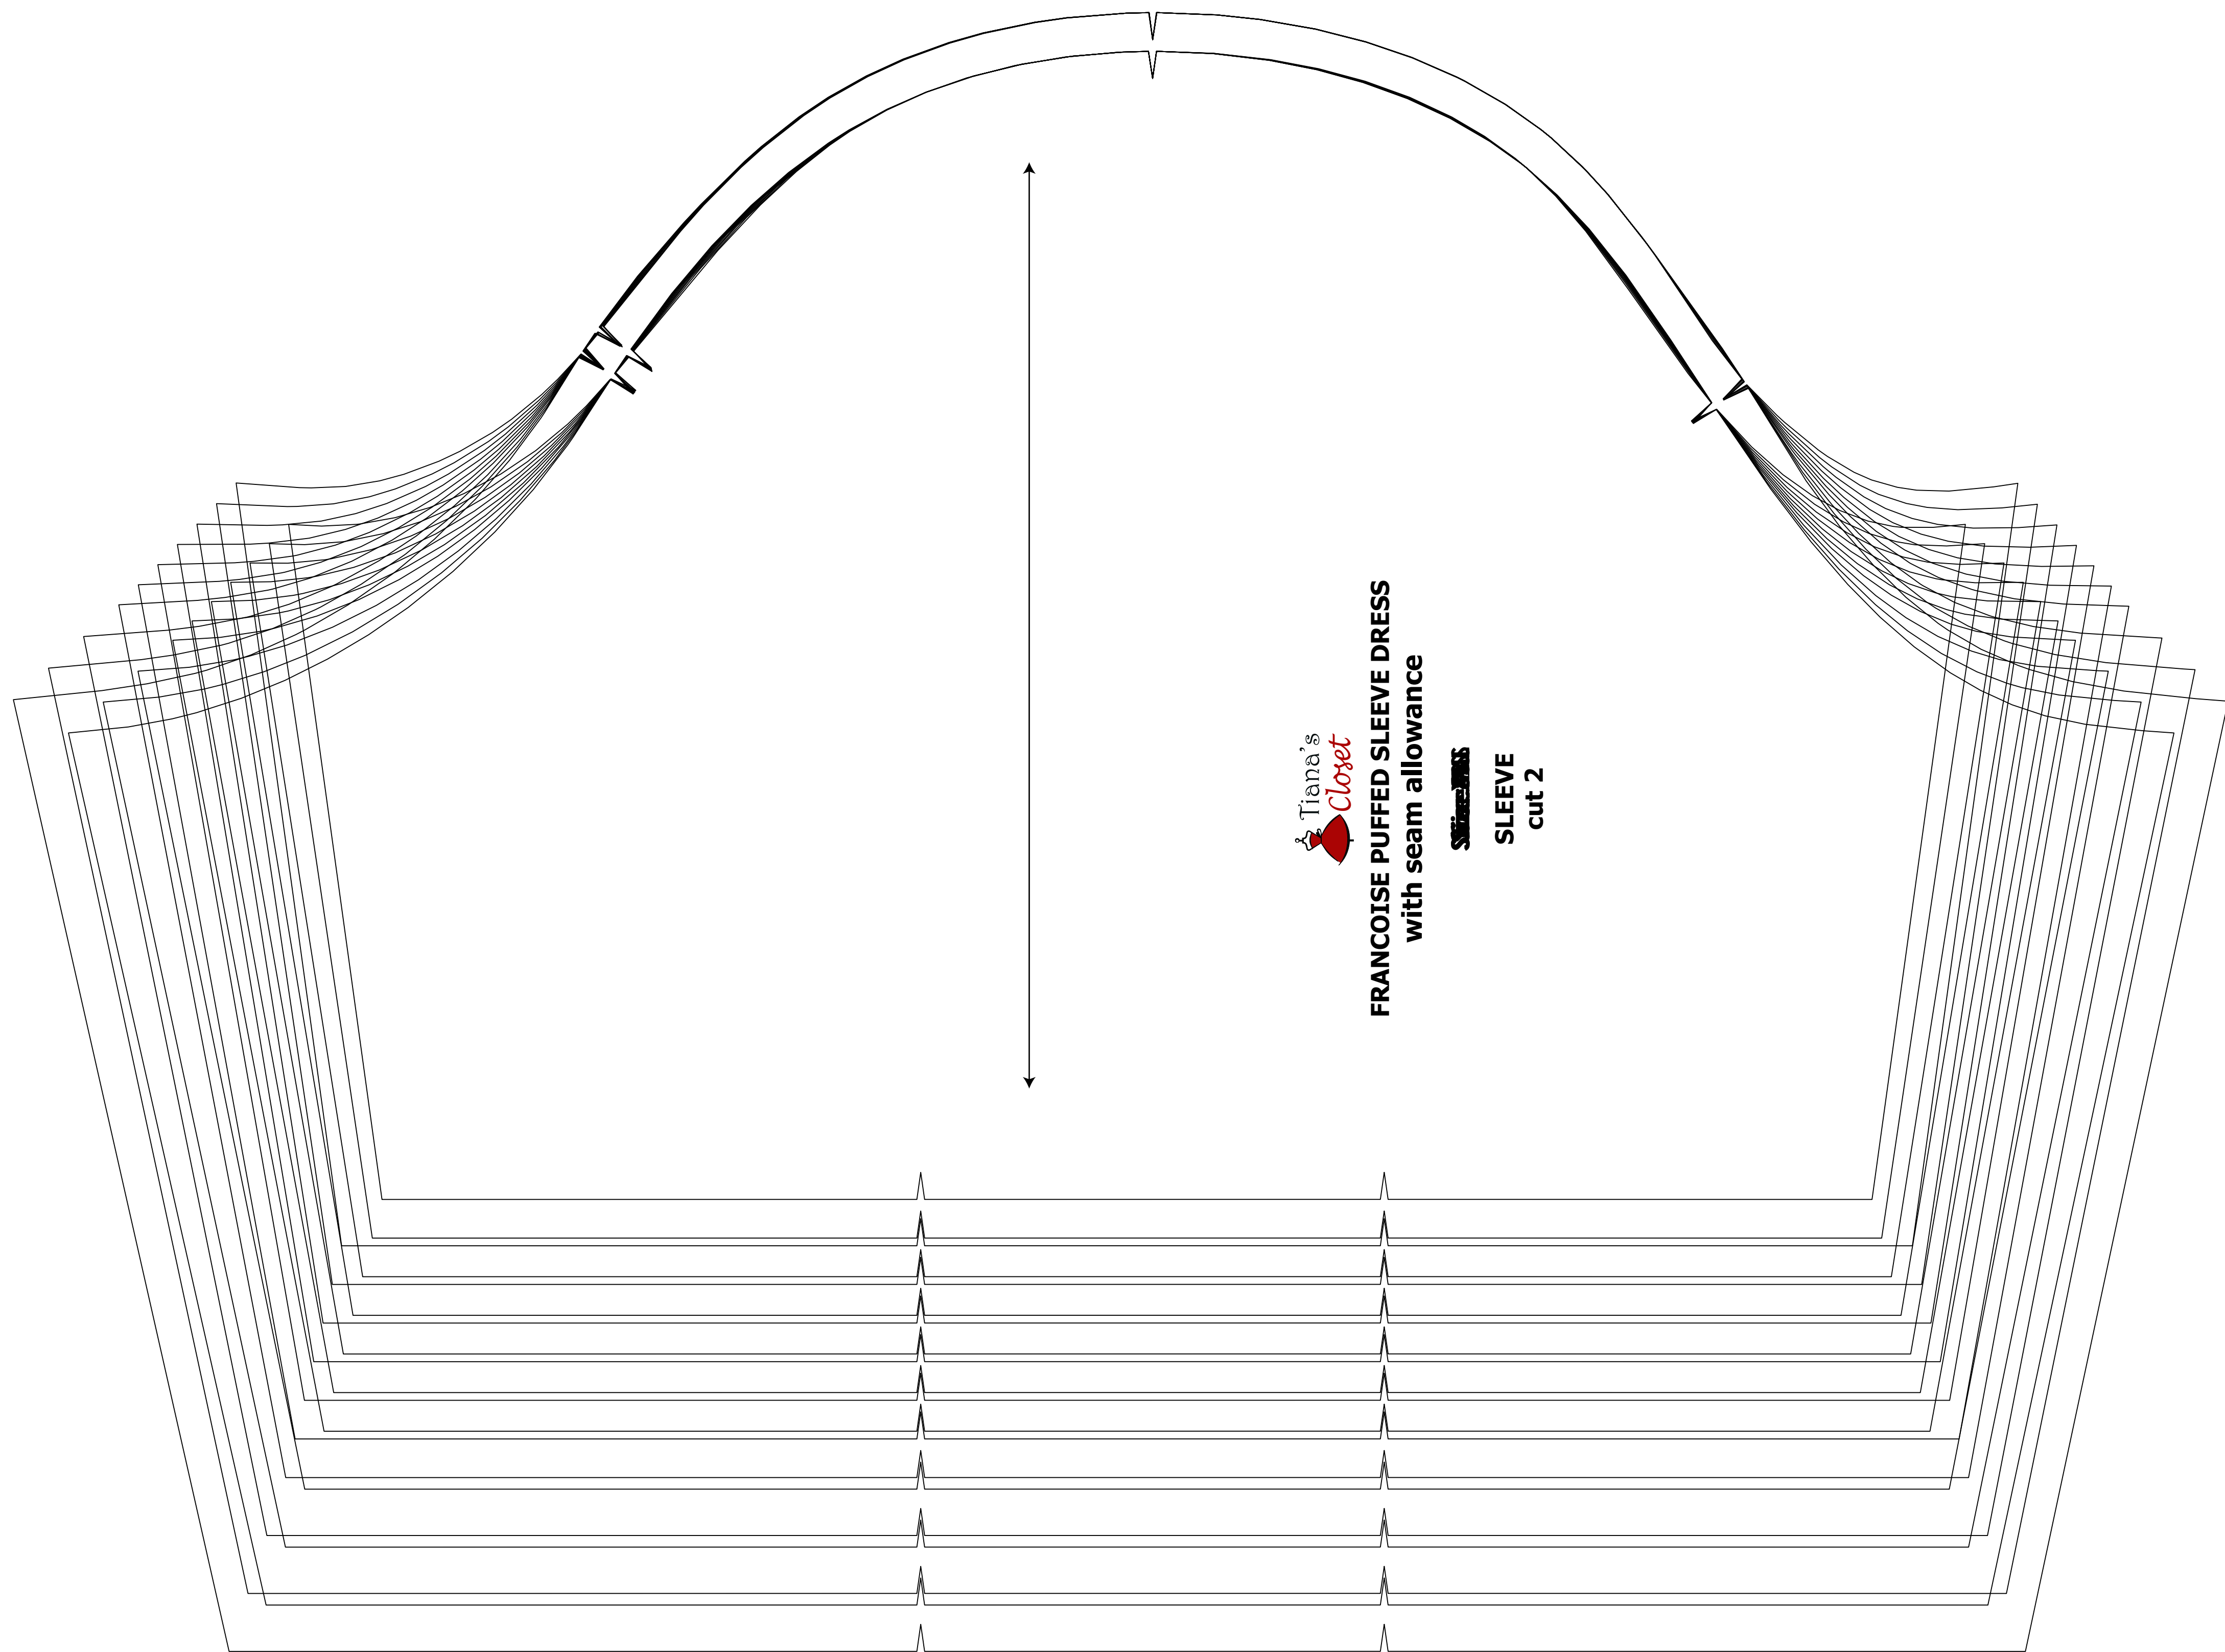 Tiana's
Closet
FRANCOISE PUFFED SLEEVE DRESS
with seam allowance
SLEEVE
cut 2